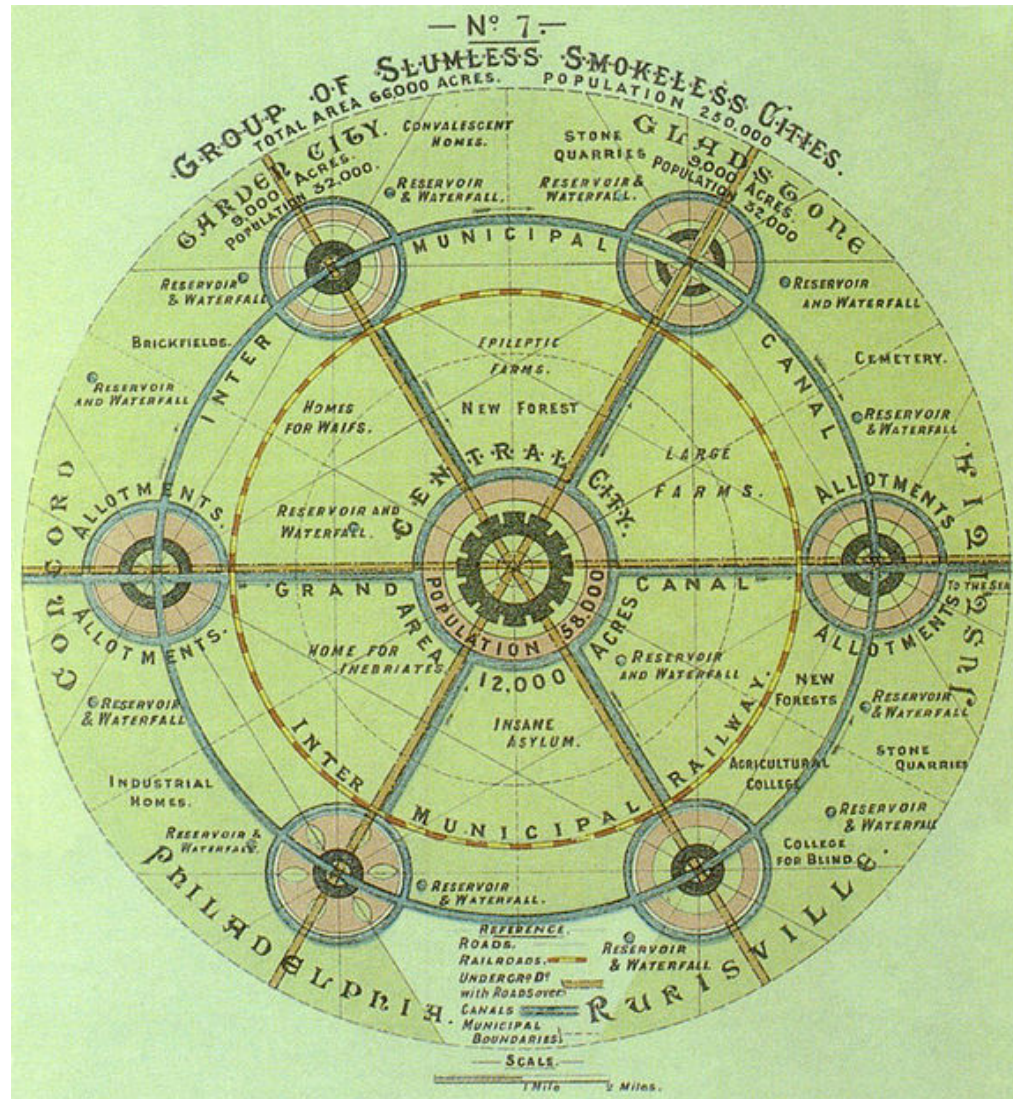 — Nº 7. —
GROUP OF SLUMLESS SMOKELESS CITIES.
TOTAL AREA 66,000 ACRES. POPULATION 250,000
GARDEN CITY.
9,000 ACRES.
POPULATION 32,000.
CONVALESCENT
HOMES.
STONE
QUARRIES
GLADSTONE
9,000 ACRES.
POPULATION
32,000
RESERVOIR
& WATERFALL.
RESERVOIR &
WATERFALL.
INTER MUNICIPAL CANAL
RESERVOIR
& WATERFALL
RESERVOIR
AND WATERFALL
BRICKFIELDS.
EPILEPTIC
FARMS.
CEMETERY.
RESERVOIR
AND WATERFALL
HOMES
FOR WAIFS.
NEW FOREST
RESERVOIR
& WATERFALL
LARGE
FARMS.
CENTRAL CITY.
CONCORD
ALLOTMENTS.
RESERVOIR AND
WATERFALL.
ALLOTMENTS
JUSTITIA
GRAND CANAL
TO THE SEA
POPULATION 58,000
AREA 12,000 ACRES
ALLOTMENTS.
ALLOTMENTS
HOME FOR
INEBRIATES.
RESERVOIR
AND WATERFALL
NEW
FORESTS
RESERVOIR
& WATERFALL
RESERVOIR
& WATERFALL
INSANE
ASYLUM.
STONE
QUARRIES
INTER MUNICIPAL RAILWAY.
AGRICULTURAL
COLLEGE
INDUSTRIAL
HOMES.
RESERVOIR
& WATERFALL
RESERVOIR &
WATERFALL.
COLLEGE
FOR BLIND
PHILADELPHIA.
RURISVILLE.
RESERVOIR
& WATERFALL.
RESERVOIR
& WATERFALL
REFERENCE.
ROADS.
RAILROADS.
UNDERGRD Do
with ROADS over
CANALS
MUNICIPAL
BOUNDARIES
— SCALE. —
1 Mile 2 Miles.